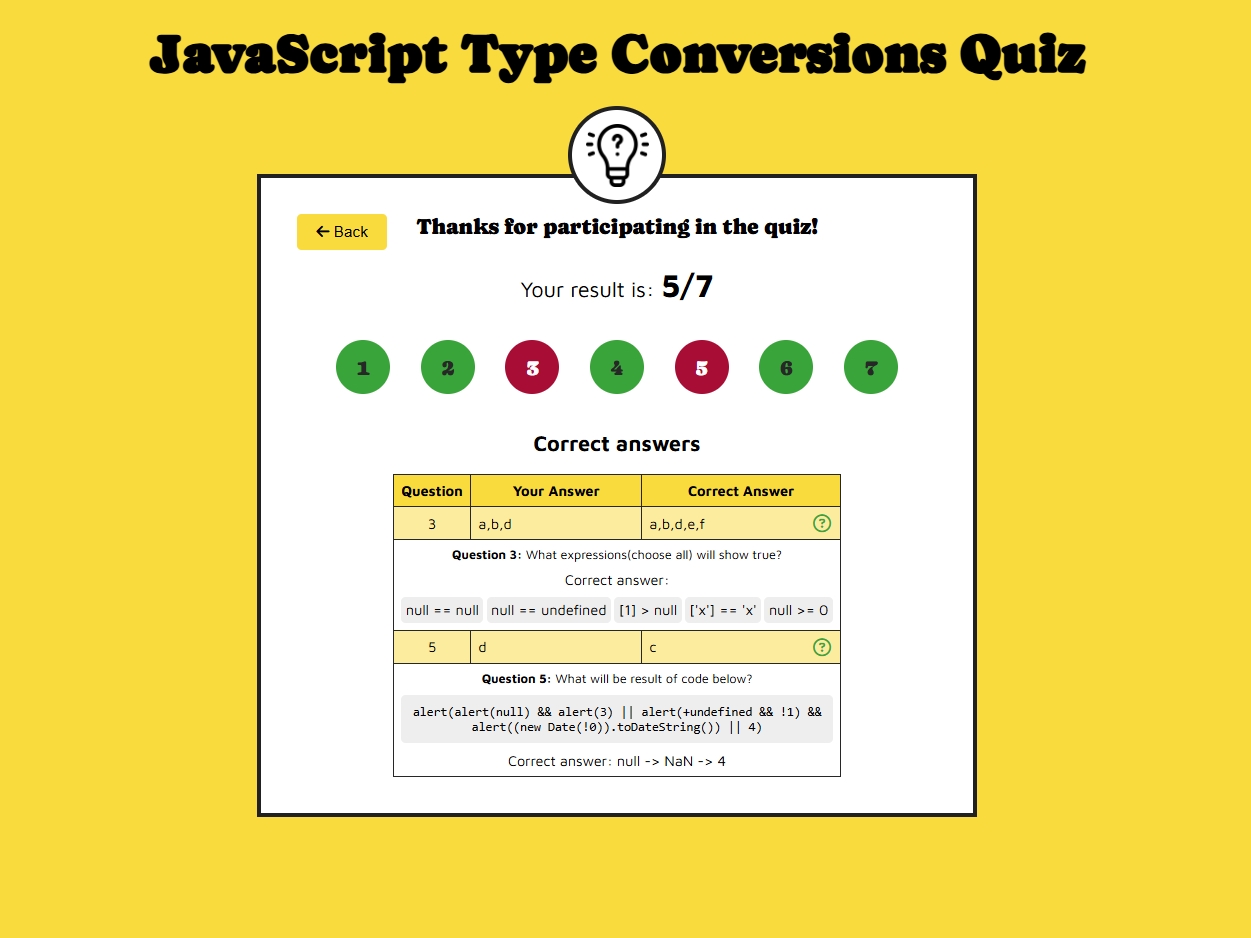 JavaScript Type Conversions Quiz
?
← Back
Thanks for participating in the quiz!
Your result is: 5/7
1 2 3 4 5 6 7
Correct answers
Question Your Answer Correct Answer
3 a,b,d a,b,d,e,f ?
Question 3: What expressions(choose all) will show true?
Correct answer:
null == null null == undefined [1] > null ['x'] == 'x' null >= 0
5 d c ?
Question 5: What will be result of code below?
alert(alert(null) && alert(3) || alert(+undefined && !1) &&
alert((new Date(!0)).toDateString()) || 4)
Correct answer: null -> NaN -> 4